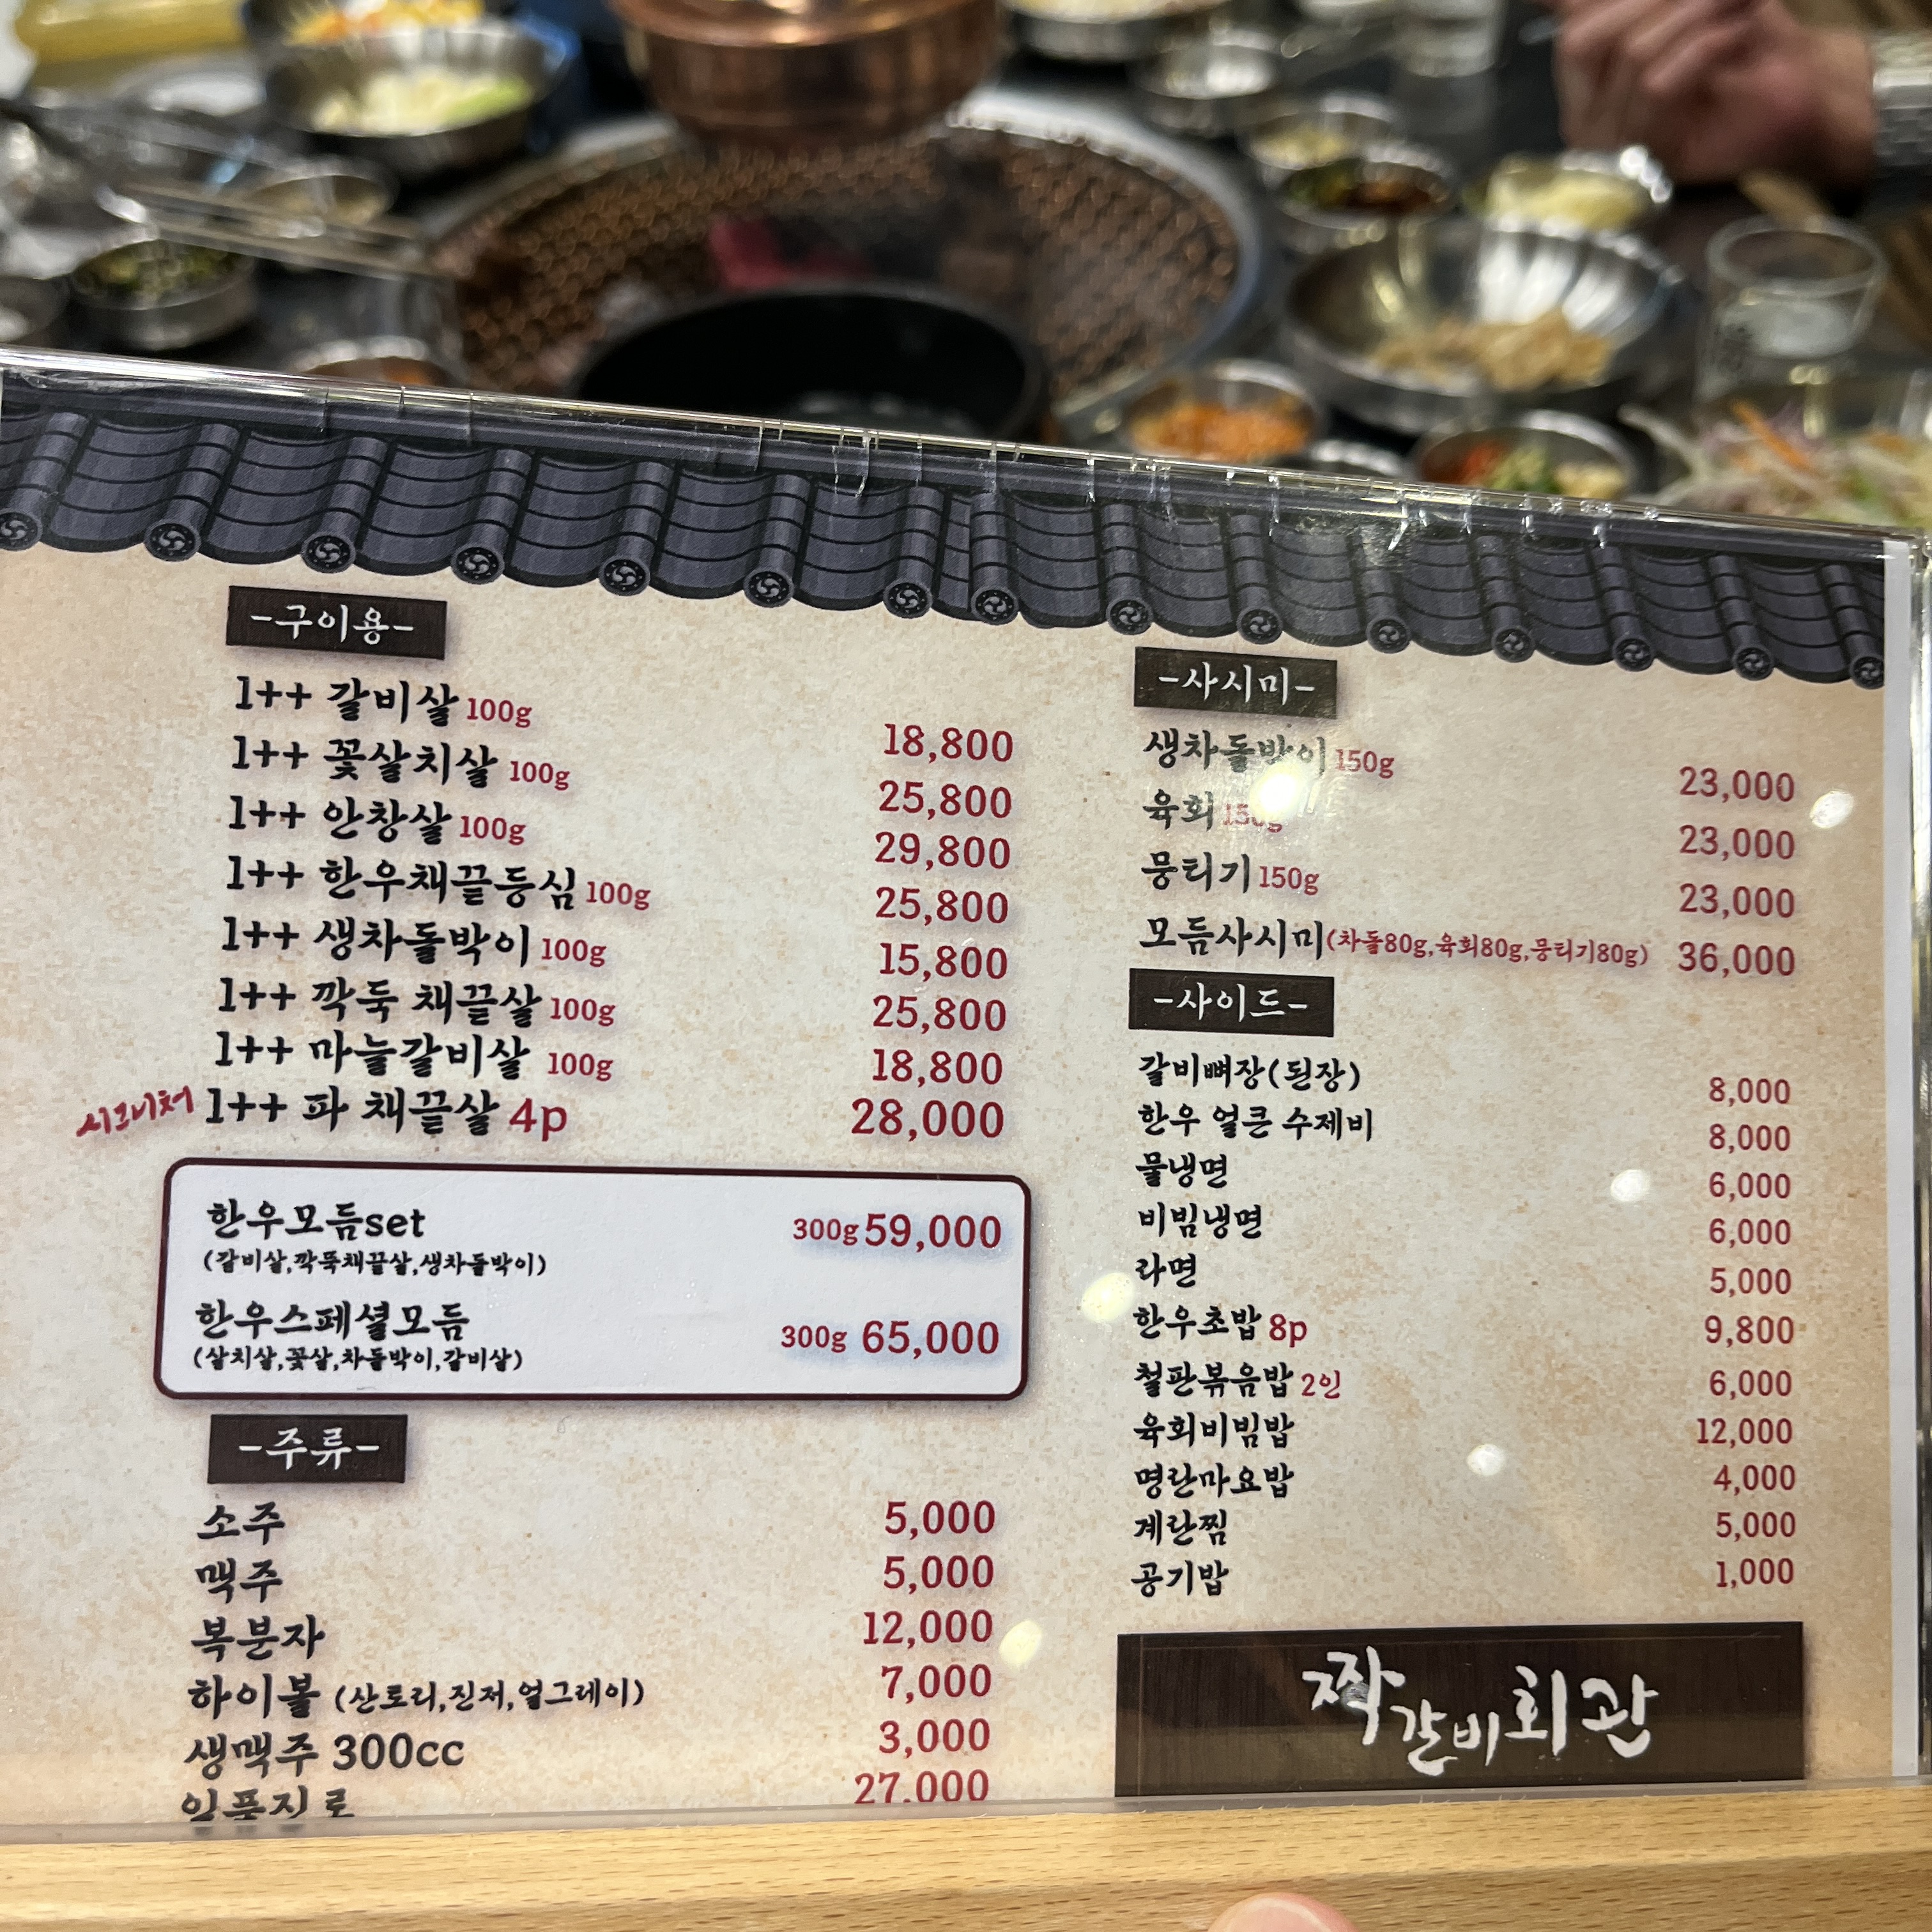 -구이용-
1++ 갈비살 100g 18,800
1++ 꽃살치살 100g 25,800
1++ 안창살 100g 29,800
1++ 한우채끝등심 100g 25,800
1++ 생차돌박이 100g 15,800
1++ 깍둑 채끝살 100g 25,800
1++ 마늘갈비살 100g 18,800
시그니처 1++ 파 채끝살 4p 28,000
한우모듬set 300g 59,000
(갈비살,깍뚝채끝살,생차돌박이)
한우스페셜모듬 300g 65,000
(살치살,꽃살,차돌박이,갈비살)
-주류-
소주 5,000
맥주 5,000
복분자 12,000
하이볼 (산토리,진저,얼그레이) 7,000
생맥주 300cc 3,000
일품진로 27,000
-사시미-
생차돌박이 150g 23,000
육회 150g 23,000
뭉티기 150g 23,000
모듬사시미(차돌80g,육회80g,뭉티기80g) 36,000
-사이드-
갈비뼈장(된장) 8,000
한우 얼큰 수제비 8,000
물냉면 6,000
비빔냉면 6,000
라면 5,000
한우초밥 8p 9,800
철판볶음밥 2인 6,000
육회비빔밥 12,000
명란마요밥 4,000
계란찜 5,000
공기밥 1,000
짝갈비회관